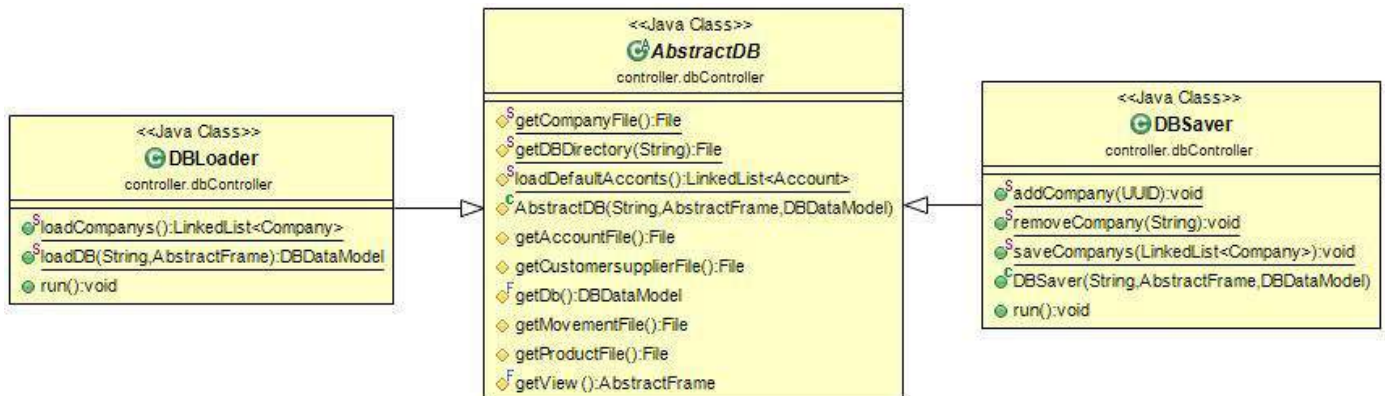 <<Java Class>>
DBLoader
controller.dbController
loadCompanys():LinkedList<Company>
loadDB(String,AbstractFrame):DBDataModel
run():void
<<Java Class>>
AbstractDB
controller.dbController
getCompanyFile():File
getDBDirectory(String):File
loadDefaultAcconts():LinkedList<Account>
AbstractDB(String,AbstractFrame,DBDataModel)
getAccountFile():File
getCustomersupplierFile():File
getDb():DBDataModel
getMovementFile():File
getProductFile():File
getView():AbstractFrame
<<Java Class>>
DBSaver
controller.dbController
addCompany(UUID):void
removeCompany(String):void
saveCompanys(LinkedList<Company>):void
DBSaver(String,AbstractFrame,DBDataModel)
run():void